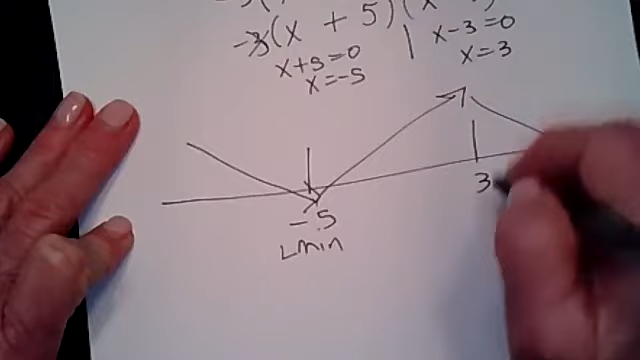 -3(x + 5)(x
x+5=0 | x-3=0
x=-5 x=3
-5 3
Lmin